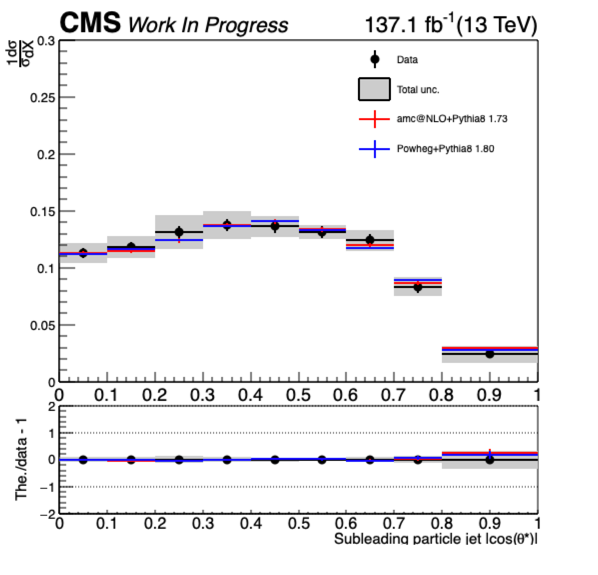 CMS Work In Progress 137.1 fb⁻¹(13 TeV)
1dσ
σdX
0.3
0.25
0.2
0.15
0.1
0.05
0
Data
Total unc.
amc@NLO+Pythia8 1.73
Powheg+Pythia8 1.80
0 0.1 0.2 0.3 0.4 0.5 0.6 0.7 0.8 0.9 1
The./data - 1
2
1
0
−1
−2
0 0.1 0.2 0.3 0.4 0.5 0.6 0.7 0.8 0.9 1
Subleading particle jet |cos(θ*)|